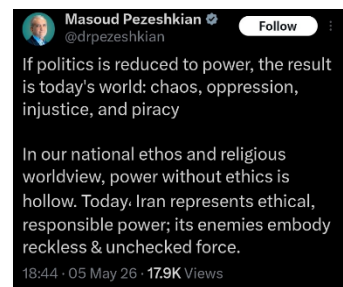 Masoud Pezeshkian
@drpezeshkian
Follow
If politics is reduced to power, the result
is today's world: chaos, oppression,
injustice, and piracy
In our national ethos and religious
worldview, power without ethics is
hollow. Today, Iran represents ethical,
responsible power; its enemies embody
reckless & unchecked force.
18:44 · 05 May 26 · 17.9K Views